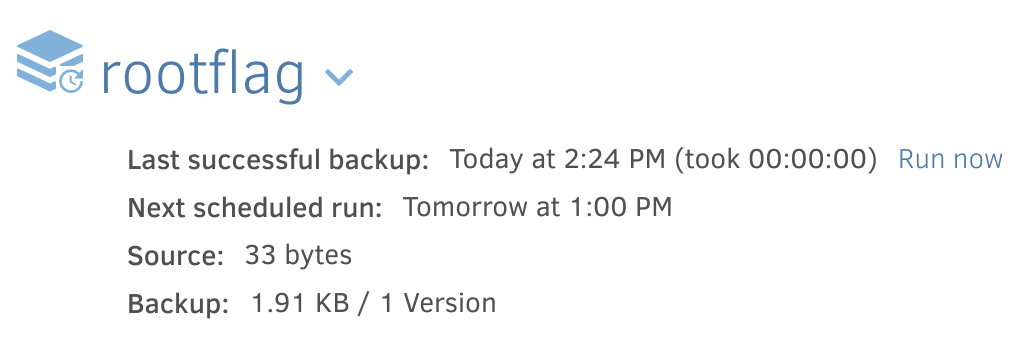 rootflag
Last successful backup: Today at 2:24 PM (took 00:00:00) Run now
Next scheduled run: Tomorrow at 1:00 PM
Source: 33 bytes
Backup: 1.91 KB / 1 Version